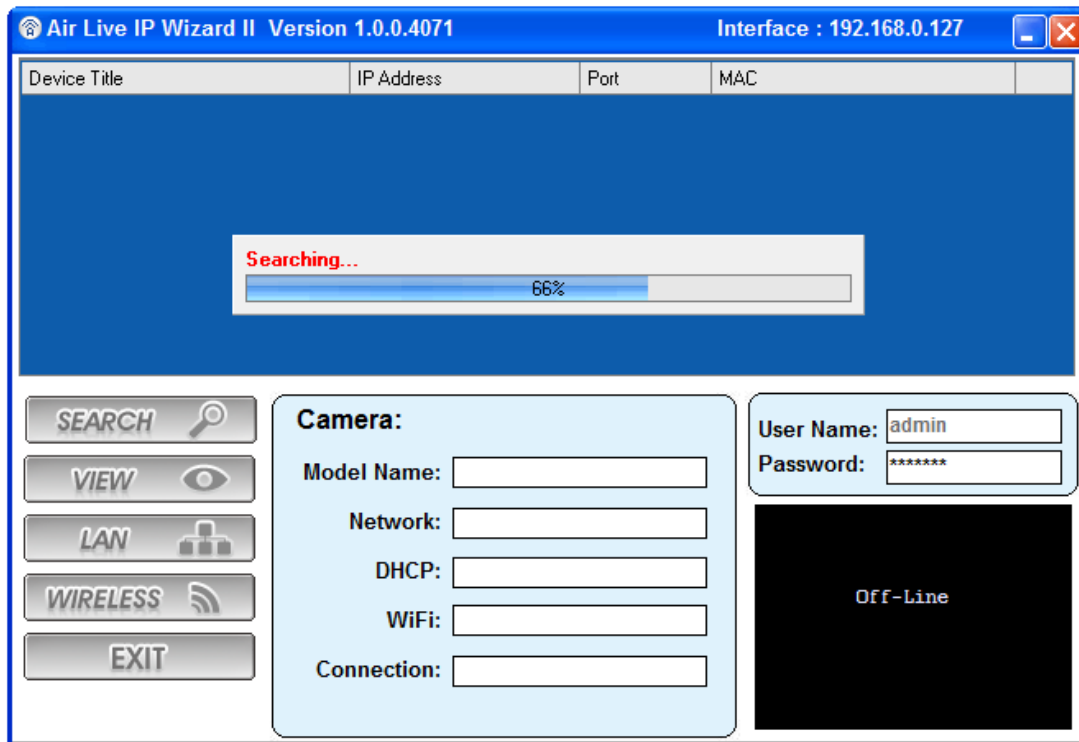 Air Live IP Wizard II Version 1.0.0.4071 Interface : 192.168.0.127
Device Title IP Address Port MAC
Searching...
66%
SEARCH
VIEW
LAN
WIRELESS
EXIT
Camera:
Model Name:
Network:
DHCP:
WiFi:
Connection:
User Name: admin
Password: *******
Off-Line